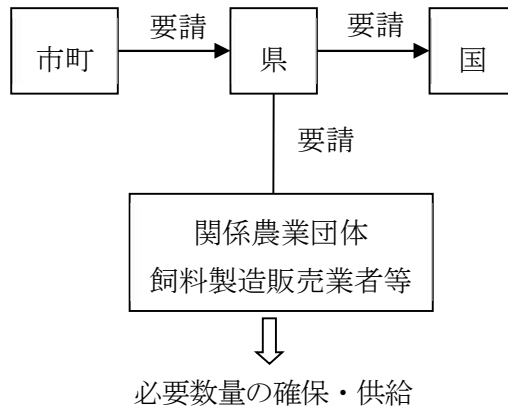 要請
要請
市町
県
国
要請
関係農業団体
飼料製造販売業者等
必要数量の確保・供給